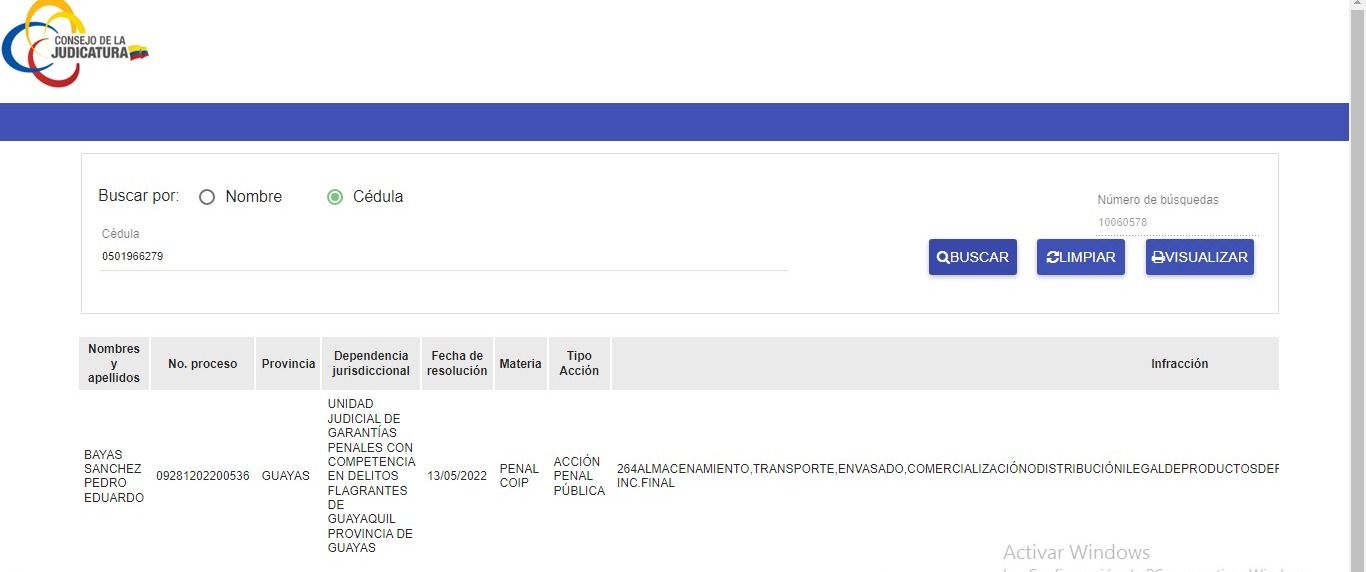 CONSEJO DE LA
JUDICATURA
Buscar por:
Nombre
Cédula
Número de búsquedas
10060578
Cédula
0501966279
BUSCAR
LIMPIAR
VISUALIZAR
Nombres
y
apellidos
No. proceso
Provincia
Dependencia
jurisdiccional
Fecha de
resolución
Materia
Tipo
Acción
Infracción
BAYAS
SANCHEZ
PEDRO
EDUARDO
09281202200536
GUAYAS
UNIDAD
JUDICIAL DE
GARANTÍAS
PENALES CON
COMPETENCIA
EN DELITOS
FLAGRANTES
DE
GUAYAQUIL
PROVINCIA DE
GUAYAS
13/05/2022
PENAL
COIP
ACCIÓN
PENAL
PÚBLICA
264ALMACENAMIENTO,TRANSPORTE,ENVASADO,COMERCIALIZACIÓNODISTRIBUCIÓNILEGALDEPRODUCTOSDEF
INC.FINAL
Activar Windows